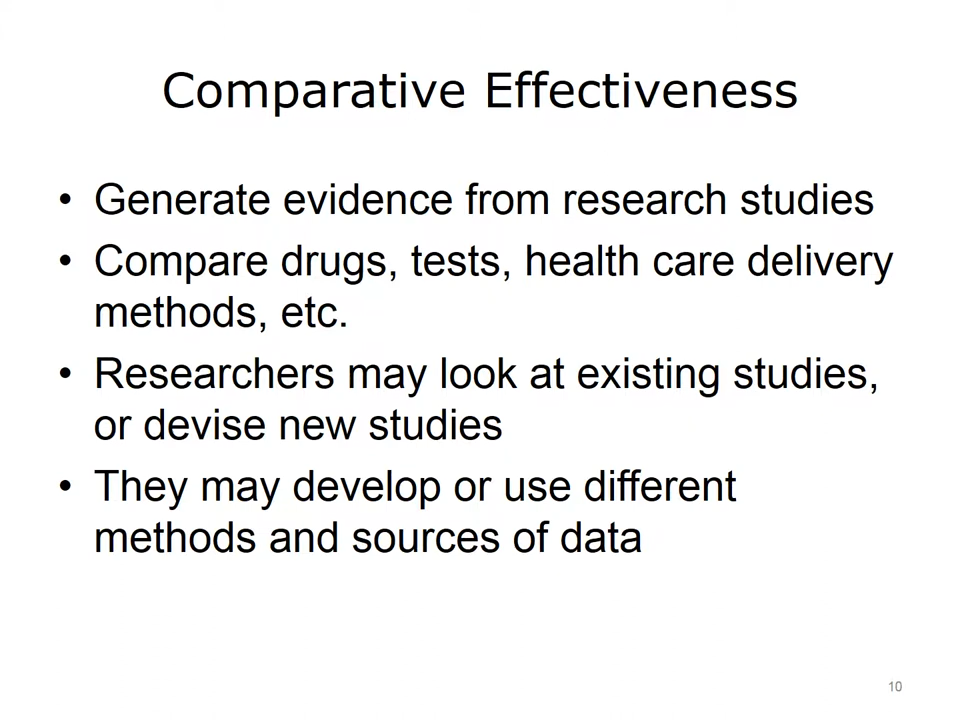 Comparative Effectiveness
• Generate evidence from research studies
• Compare drugs, tests, health care delivery
methods, etc.
• Researchers may look at existing studies,
or devise new studies
• They may develop or use different
methods and sources of data
10